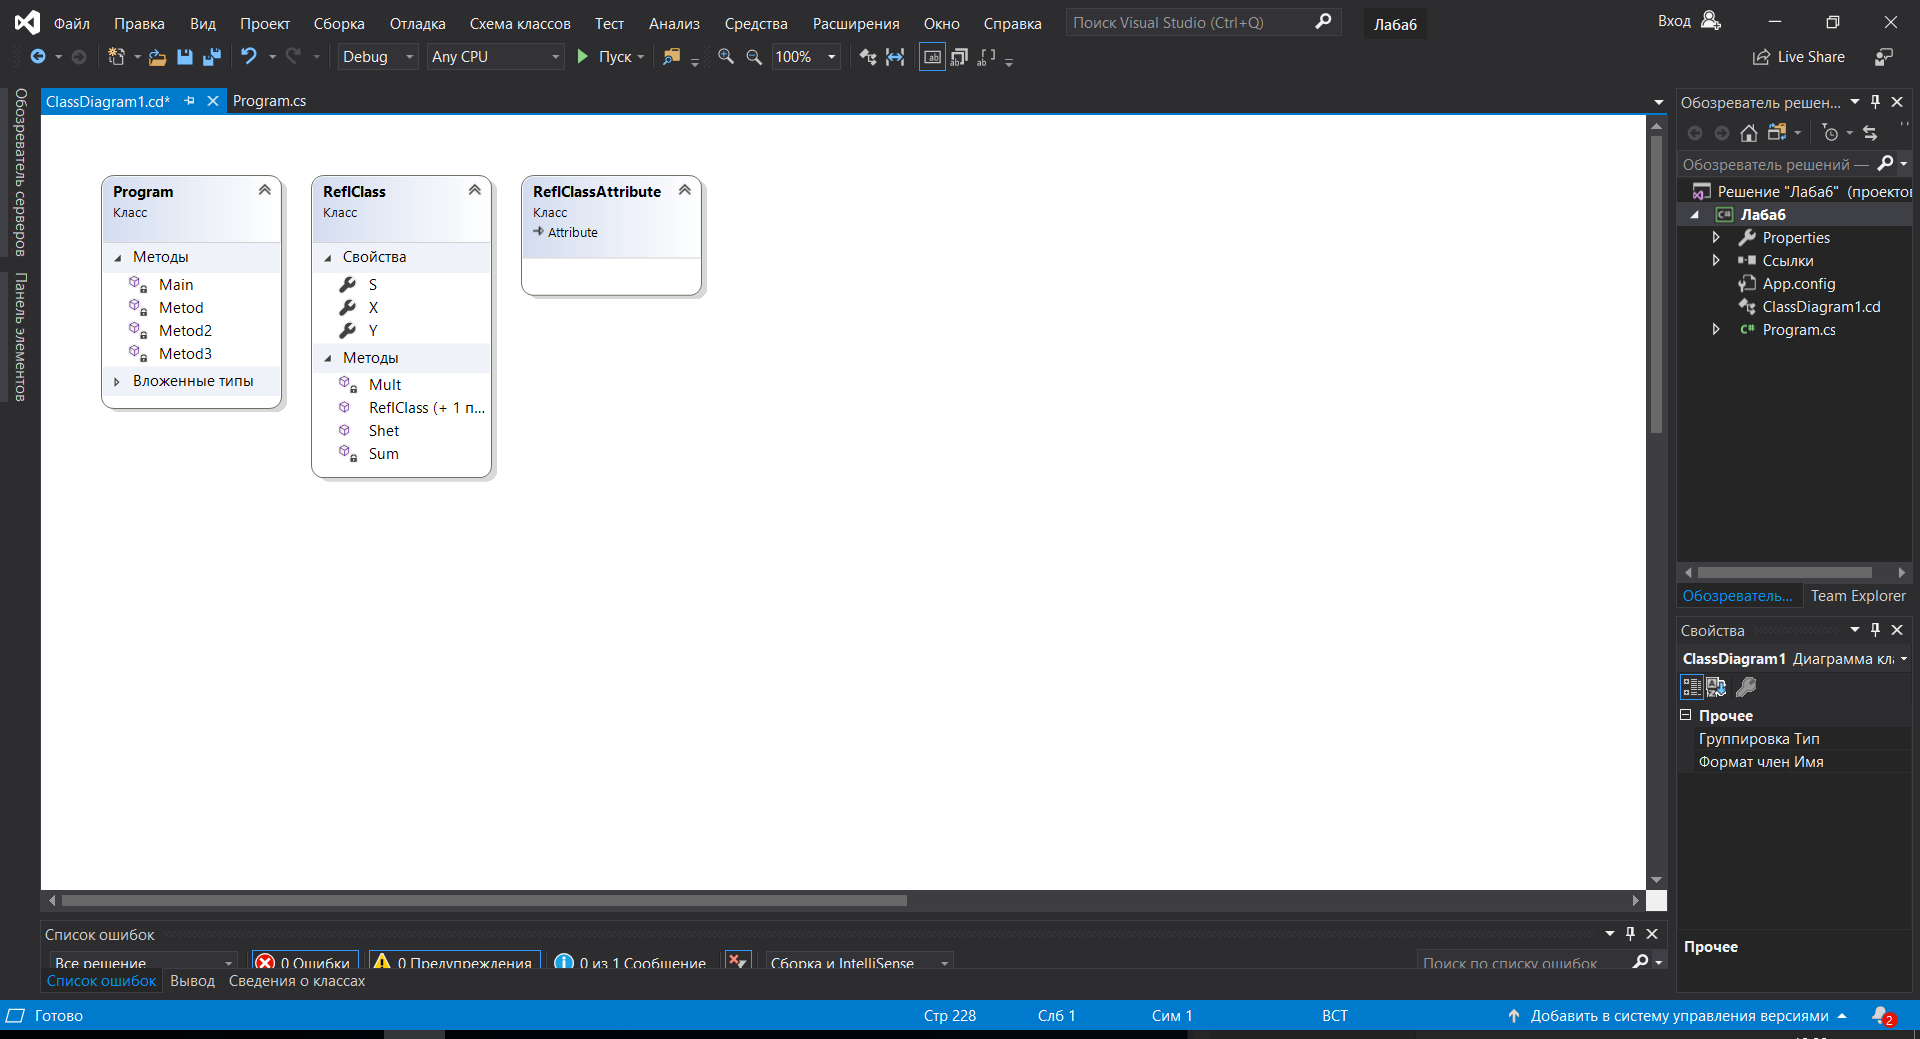 Файл Правка Вид Проект Сборка Отладка Схема классов Тест Анализ Средства Расширения Окно Справка Поиск Visual Studio (Ctrl+Q) Лаба6 Вход
Debug Any CPU Пуск 100% Live Share
Обозреватель серверов
Панель элементов
ClassDiagram1.cd* Program.cs
Program
Класс
Методы
Main
Metod
Metod2
Metod3
Вложенные типы
ReflClass
Класс
Свойства
S
X
Y
Методы
Mult
ReflClass (+ 1 п...
Shet
Sum
ReflClassAttribute
Класс
Attribute
Обозреватель решен...
Обозреватель решений —
Решение "Лаба6" (проектов
Лаба6
Properties
Ссылки
App.config
ClassDiagram1.cd
Program.cs
Обозреватель... Team Explorer
Свойства
ClassDiagram1 Диаграмма кла
Прочее
Группировка Тип
Формат член Имя
Прочее
Список ошибок
Все решение 0 Ошибки 0 Предупреждения 0 из 1 Сообщение Сборка и IntelliSense Поиск по списку ошибок
Список ошибок Вывод Сведения о классах
Готово Стр 228 Слб 1 Сим 1 ВСТ Добавить в систему управления версиями 2